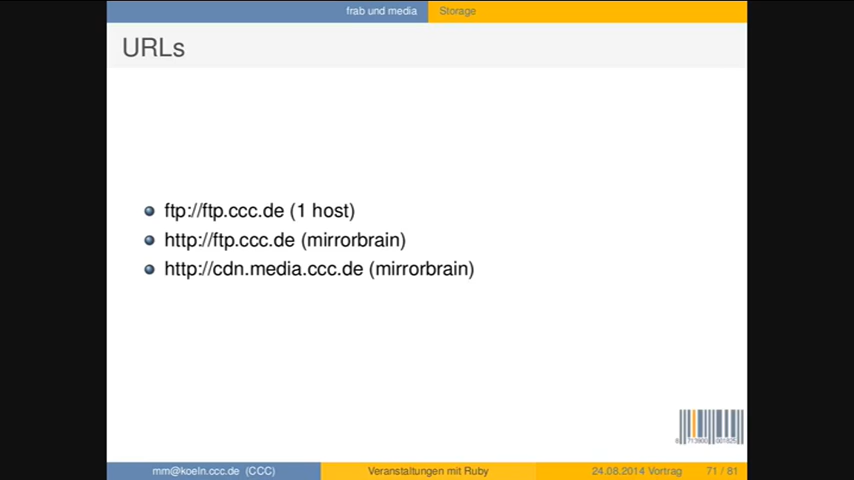 frab und media Storage
URLs
ftp://ftp.ccc.de (1 host)
http://ftp.ccc.de (mirrorbrain)
http://cdn.media.ccc.de (mirrorbrain)
mm@koeln.ccc.de (CCC) Veranstaltungen mit Ruby 24.08.2014 Vortrag 71 / 81